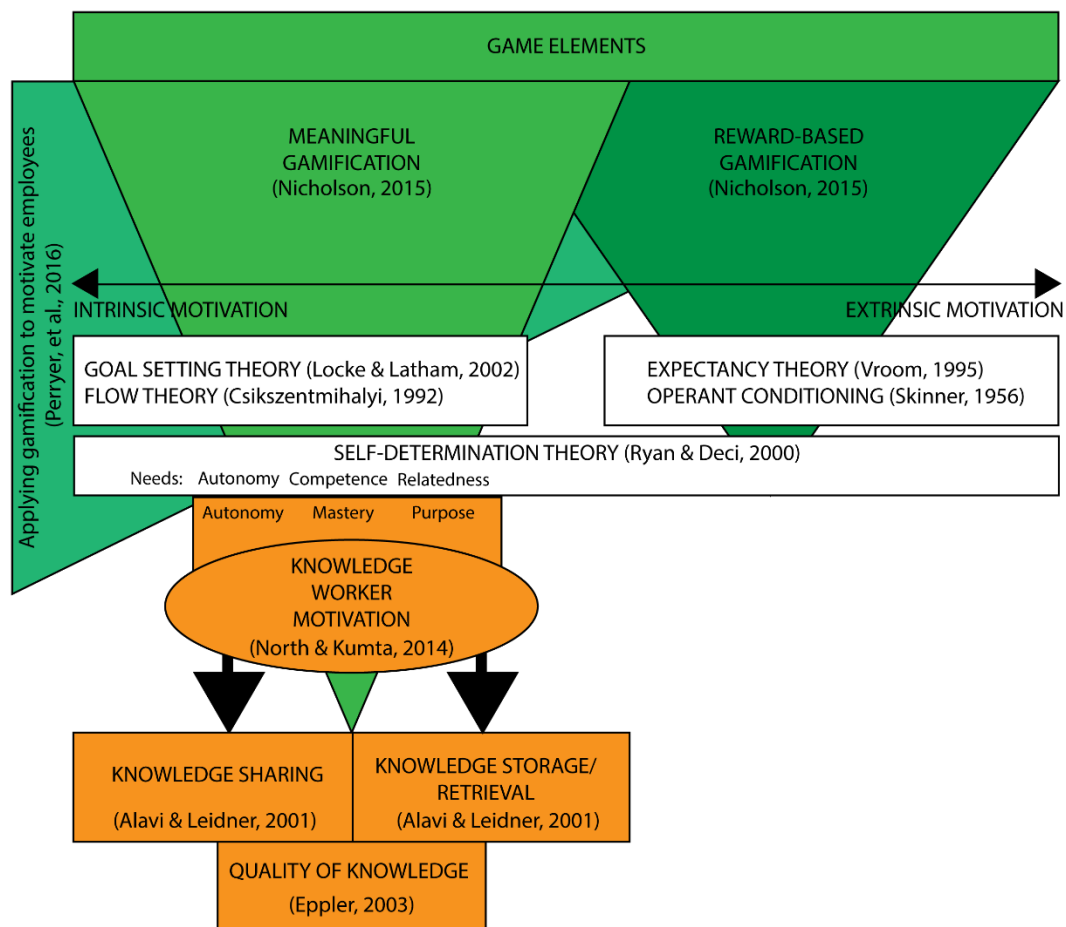 GAME ELEMENTS
Applying gamification to motivate employees
(Perryer, et al., 2016)
MEANINGFUL
GAMIFICATION
(Nicholson, 2015)
REWARD-BASED
GAMIFICATION
(Nicholson, 2015)
INTRINSIC MOTIVATION
EXTRINSIC MOTIVATION
GOAL SETTING THEORY (Locke & Latham, 2002)
FLOW THEORY (Csikszentmihalyi, 1992)
EXPECTANCY THEORY (Vroom, 1995)
OPERANT CONDITIONING (Skinner, 1956)
SELF-DETERMINATION THEORY (Ryan & Deci, 2000)
Needs: Autonomy Competence Relatedness
Autonomy Mastery Purpose
KNOWLEDGE
WORKER
MOTIVATION
(North & Kumta, 2014)
KNOWLEDGE SHARING
(Alavi & Leidner, 2001)
KNOWLEDGE STORAGE/
RETRIEVAL
(Alavi & Leidner, 2001)
QUALITY OF KNOWLEDGE
(Eppler, 2003)